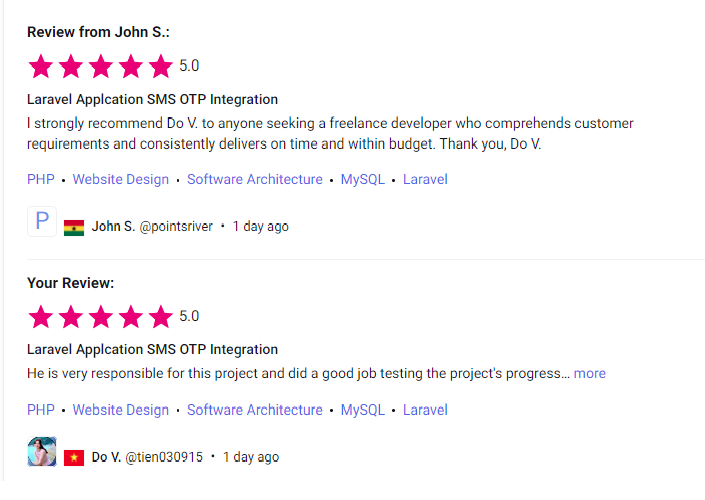 Review from John S.:
5.0
Laravel Applcation SMS OTP Integration
I strongly recommend Do V. to anyone seeking a freelance developer who comprehends customer
requirements and consistently delivers on time and within budget. Thank you, Do V.
PHP • Website Design • Software Architecture • MySQL • Laravel
P John S. @pointsriver • 1 day ago
Your Review:
5.0
Laravel Applcation SMS OTP Integration
He is very responsible for this project and did a good job testing the project's progress... more
PHP • Website Design • Software Architecture • MySQL • Laravel
Do V. @tien030915 • 1 day ago